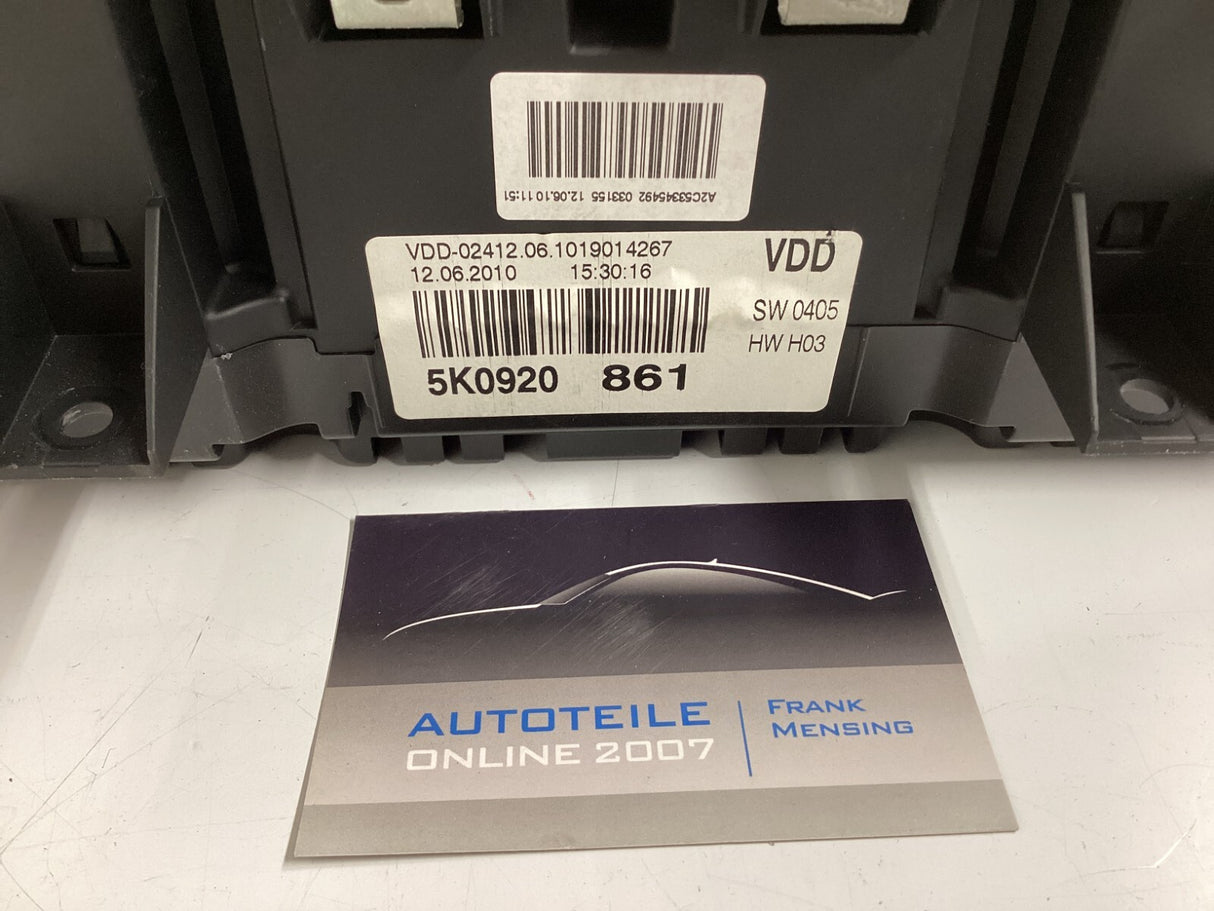 A2C53345492 033155 12.06.10 11:51
VDD-02412.06.1019014267
12.06.2010 15:30:16
VDD
SW 0405
HW H03
5K0920 861
AUTOTEILE
ONLINE 2007
FRANK
MENSING